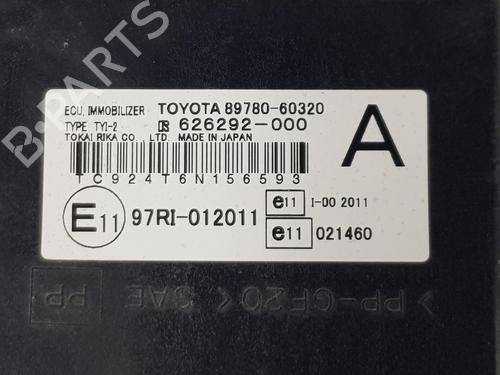 B-PARTS
ECU, IMMOBILIZER TOYOTA 89780-60320
TYPE TYI-2 626292-000
TOKAI RIKA CO., LTD. MADE IN JAPAN
A
TC924T6N156593
E11 97RI-012011
e11 I-00 2011
e11 021460
PP >PP-GF20< SAE